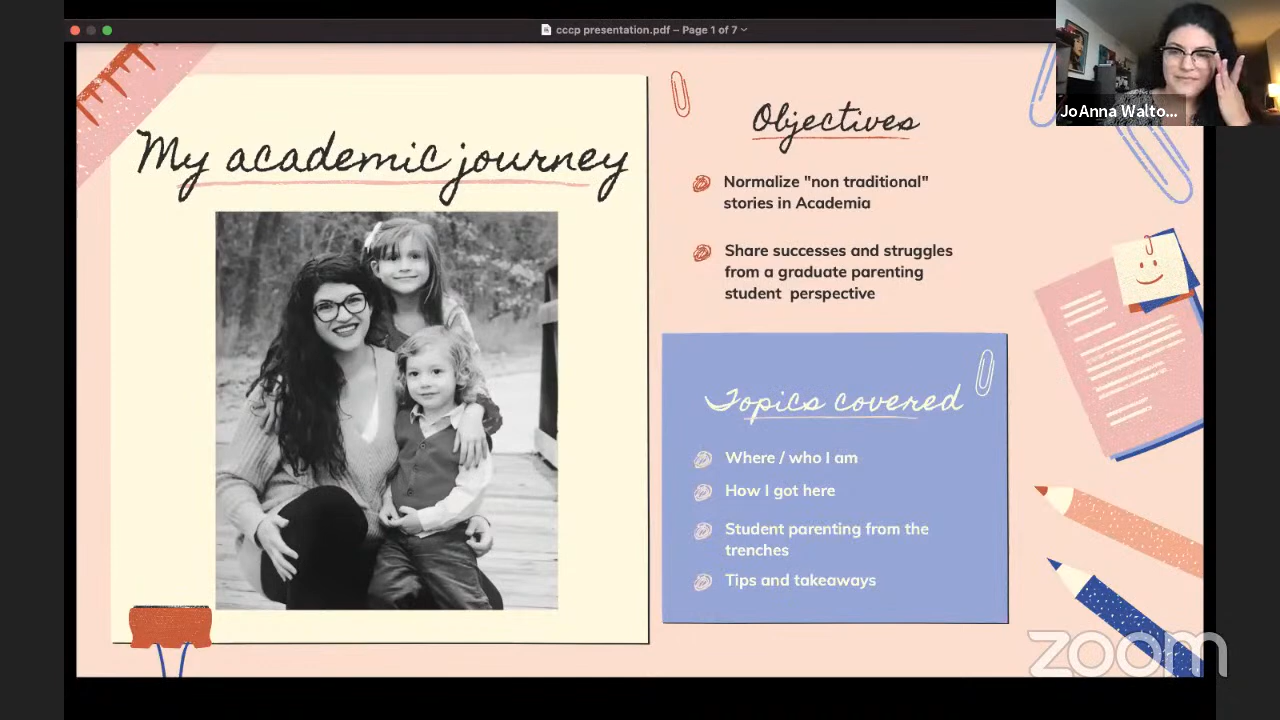 cccp presentation.pdf – Page 1 of 7
JoAnna Walto...
My academic journey
Objectives
Normalize "non traditional"
stories in Academia
Share successes and struggles
from a graduate parenting
student perspective
Topics covered
Where / who I am
How I got here
Student parenting from the
trenches
Tips and takeaways
zoom